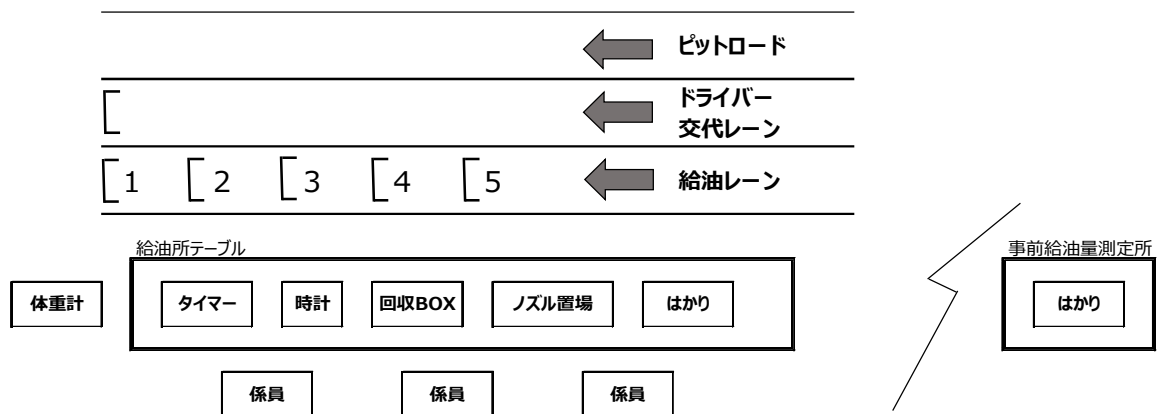 ピットロード
ドライバー
交代レーン
1 2 3 4 5 給油レーン
給油所テーブル
事前給油量測定所
体重計 タイマー 時計 回収BOX ノズル置場 はかり はかり
係員 係員 係員